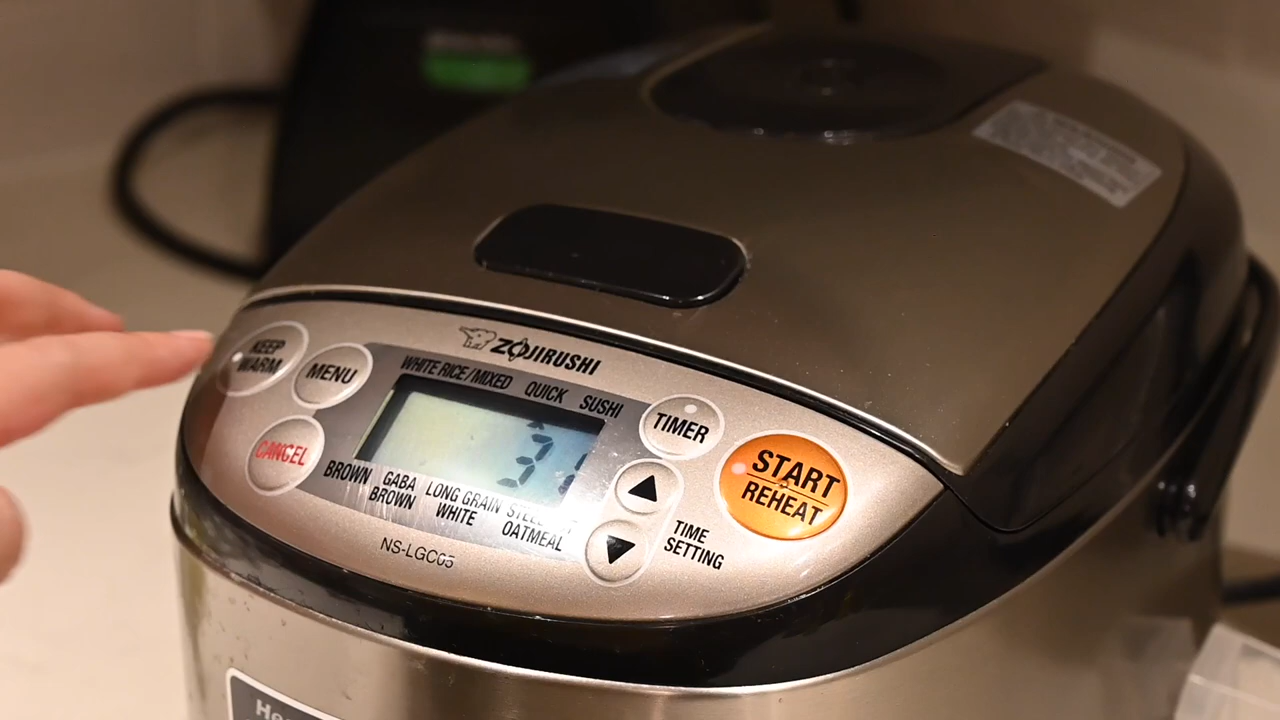 ZOJIRUSHI
WHITE RICE/MIXED QUICK SUSHI
KEEP
WARM
MENU
CANCEL
TIMER
START
REHEAT
BROWN
GABA
BROWN
LONG GRAIN
WHITE
OATMEAL
TIME
SETTING
NS-LGC05